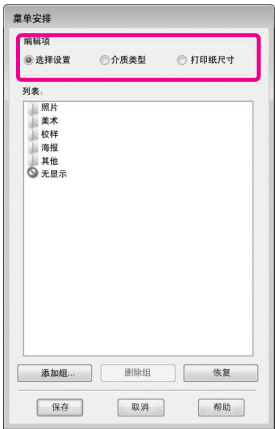 菜单安排
编辑项
选择设置 介质类型 打印纸尺寸
列表:
照片
美术
校样
海报
其他
无显示
添加组... 删除组 恢复
保存 取消 帮助